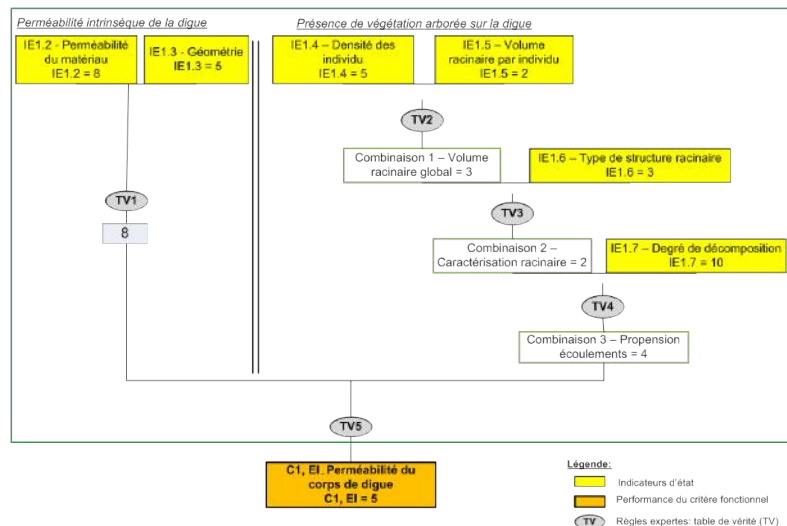 Perméabilité intrinsèque de la digue
Présence de végétation arborée sur la digue
IE1.2 - Perméabilité
du matériau
IE1.2 = 8
IE1.3 - Géométrie
IE1.3 = 5
IE1.4 – Densité des
individu
IE1.4 = 5
IE1.5 – Volume
racinaire par individu
IE1.5 = 2
TV2
Combinaison 1 – Volume
racinaire global = 3
IE1.6 – Type de structure racinaire
IE1.6 = 3
TV1
8
TV3
Combinaison 2 –
Caractérisation racinaire = 2
IE1.7 – Degré de décomposition
IE1.7 = 10
TV4
Combinaison 3 – Propension
écoulements = 4
TV5
C1, EI_Perméabilité du
corps de digue
C1, EI = 5
Légende:
Indicateurs d'état
Performance du critère fonctionnel
TV
Règles expertes: table de vérité (TV)